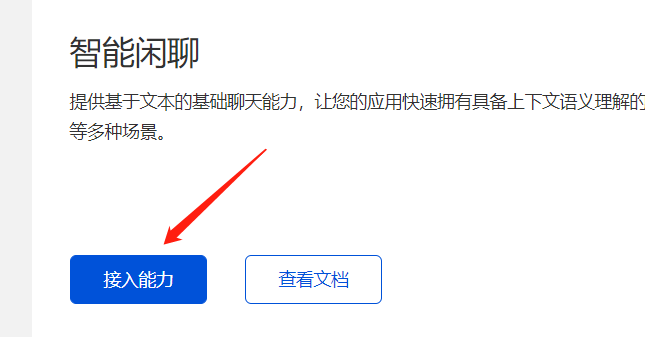 智能闲聊
提供基于文本的基础聊天能力，让您的应用快速拥有具备上下文语义理解的
等多种场景。
接入能力
查看文档